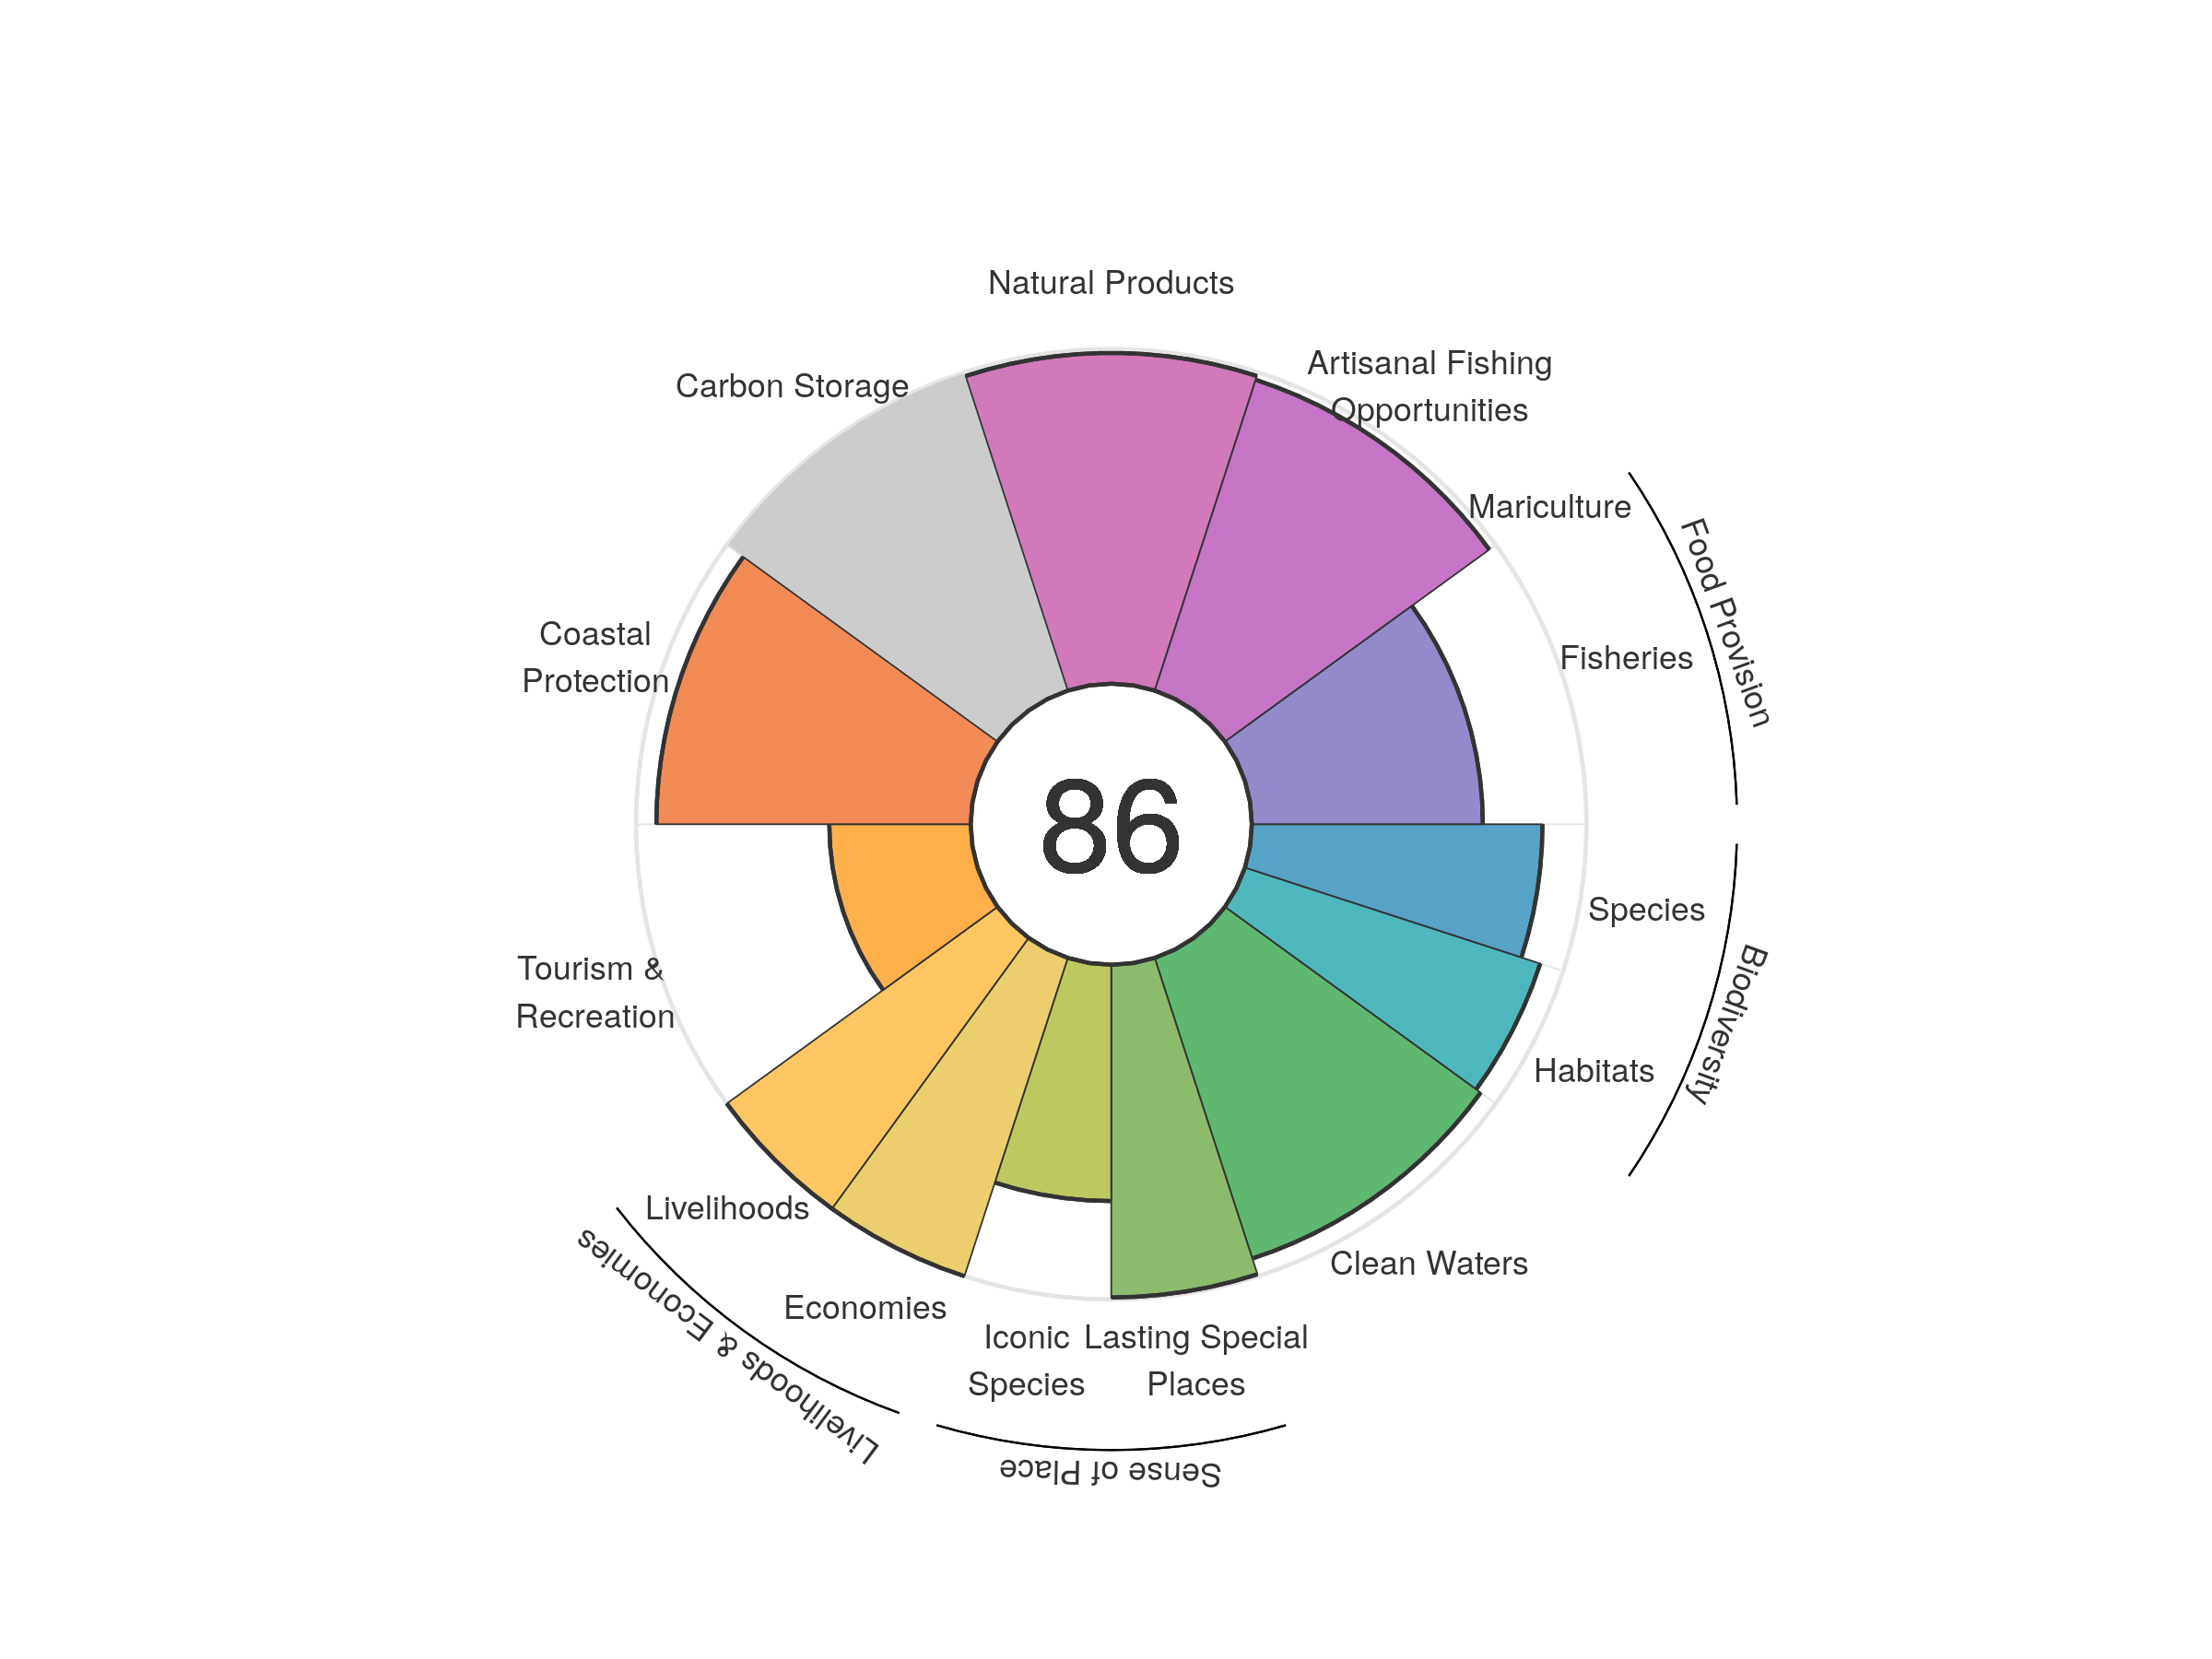 Natural Products
Artisanal Fishing
Opportunities
Carbon Storage
Mariculture
Food Provision
Coastal
Protection
Fisheries
86
Species
Biodiversity
Tourism &
Recreation
Habitats
Livelihoods
Clean Waters
Livelihoods & Economies
Economies
Iconic
Species
Lasting Special
Places
Sense of Place